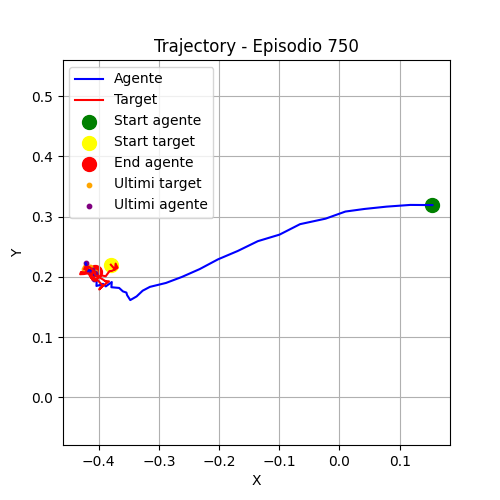 Trajectory - Episodio 750
Agente
Target
Start agente
Start target
End agente
Ultimi target
Ultimi agente
Y
0.5
0.4
0.3
0.2
0.1
0.0
−0.4
−0.3
−0.2
−0.1
0.0
0.1
X